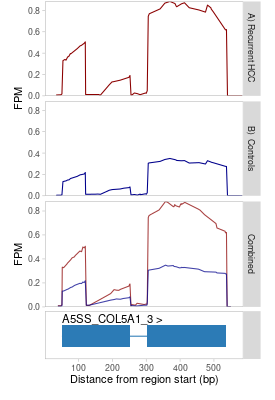 0.8
0.6
0.4
0.2
0.0
FPM
A) Recurrent HCC
0.8
0.6
0.4
0.2
0.0
B): Controls
0.8
0.6
0.4
0.2
0.0
FPM
Combined
A5SS_COL5A1_3 >
100 200 300 400 500
Distance from region start (bp)